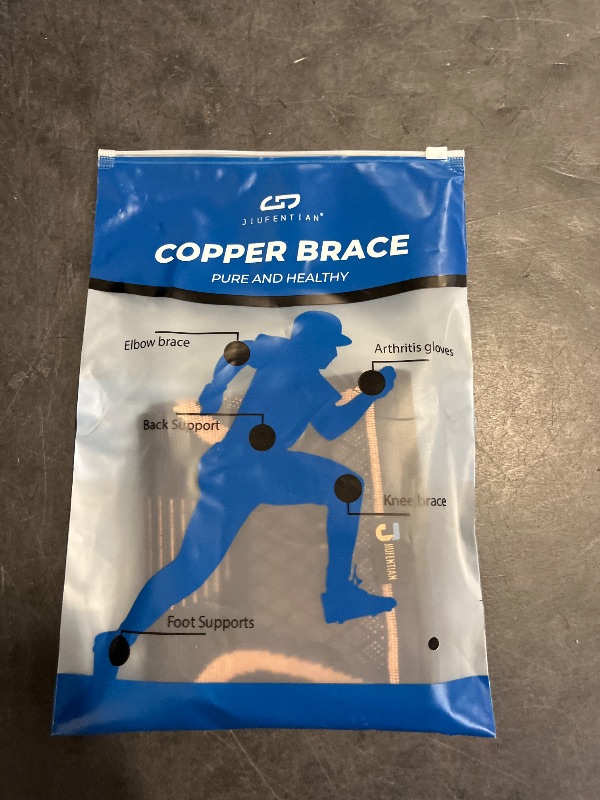 JIUFENTIAN®
COPPER BRACE
PURE AND HEALTHY
Elbow brace
Arthritis gloves
Back Support
Knee brace
JIUFENTIAN
Foot Supports